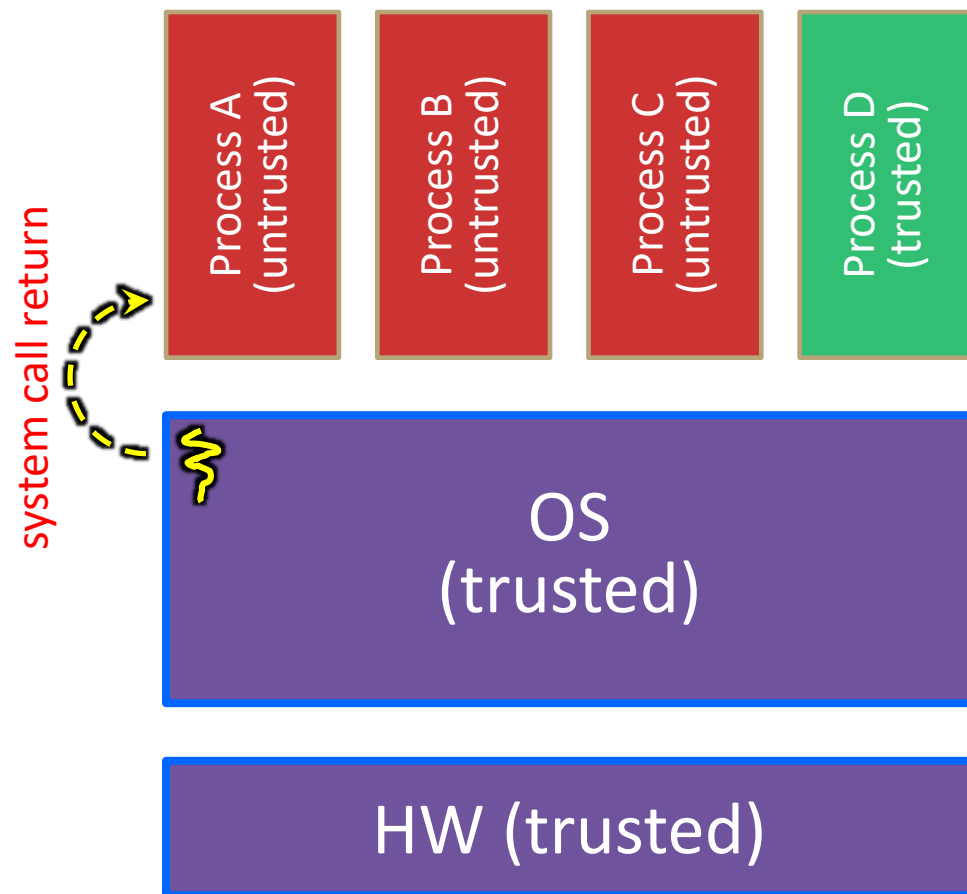 Process A
(untrusted)
Process B
(untrusted)
Process C
(untrusted)
Process D
(trusted)
system call return
OS
(trusted)
HW (trusted)